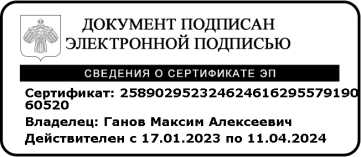 ДОКУМЕНТ ПОДПИСАН
ЭЛЕКТРОННОЙ ПОДПИСЬЮ
СВЕДЕНИЯ О СЕРТИФИКАТЕ ЭП
Сертификат: 258902952324624616295579190
60520
Владелец: Ганов Максим Алексеевич
Действителен с 17.01.2023 по 11.04.2024